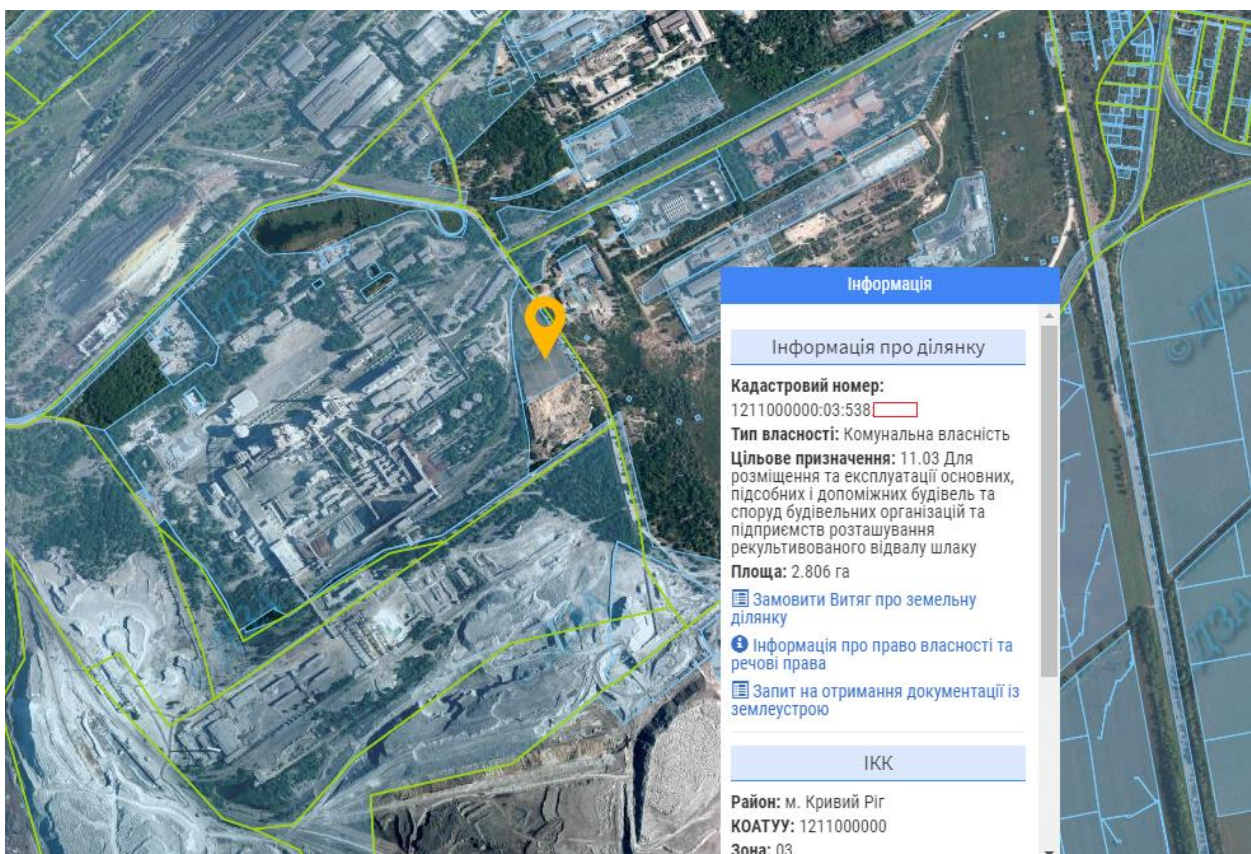 Інформація
Інформація про ділянку
Кадастровий номер:
1211000000:03:538:
Тип власності: Комунальна власність
Цільове призначення: 11.03 Для
розміщення та експлуатації основних,
підсобних і допоміжних будівель та
споруд будівельних організацій та
підприємств розташування
рекультивованого відвалу шлаку
Площа: 2.806 га
Замовити Витяг про земельну
ділянку
Інформація про право власності та
речові права
Запит на отримання документації із
землеустрою
ІКК
Район: м. Кривий Ріг
КОАТУУ: 1211000000
Зона: 03